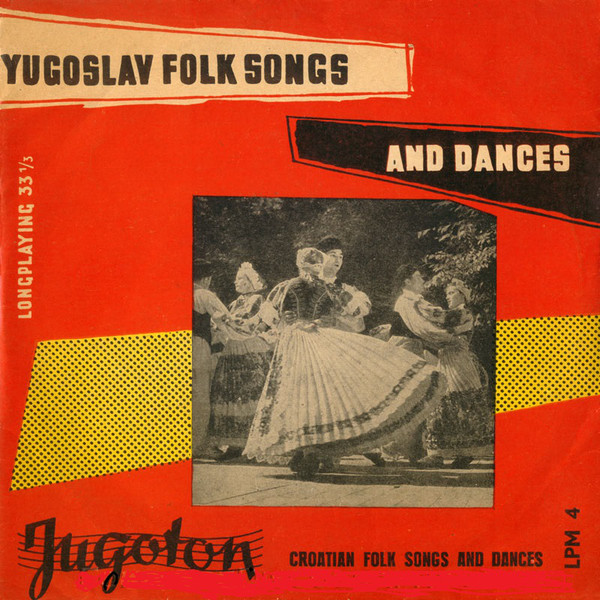 YUGOSLAV FOLK SONGS
AND DANCES
LONGPLAYING 33 1/3
Jugoton
CROATIAN FOLK SONGS AND DANCES
LPM 4